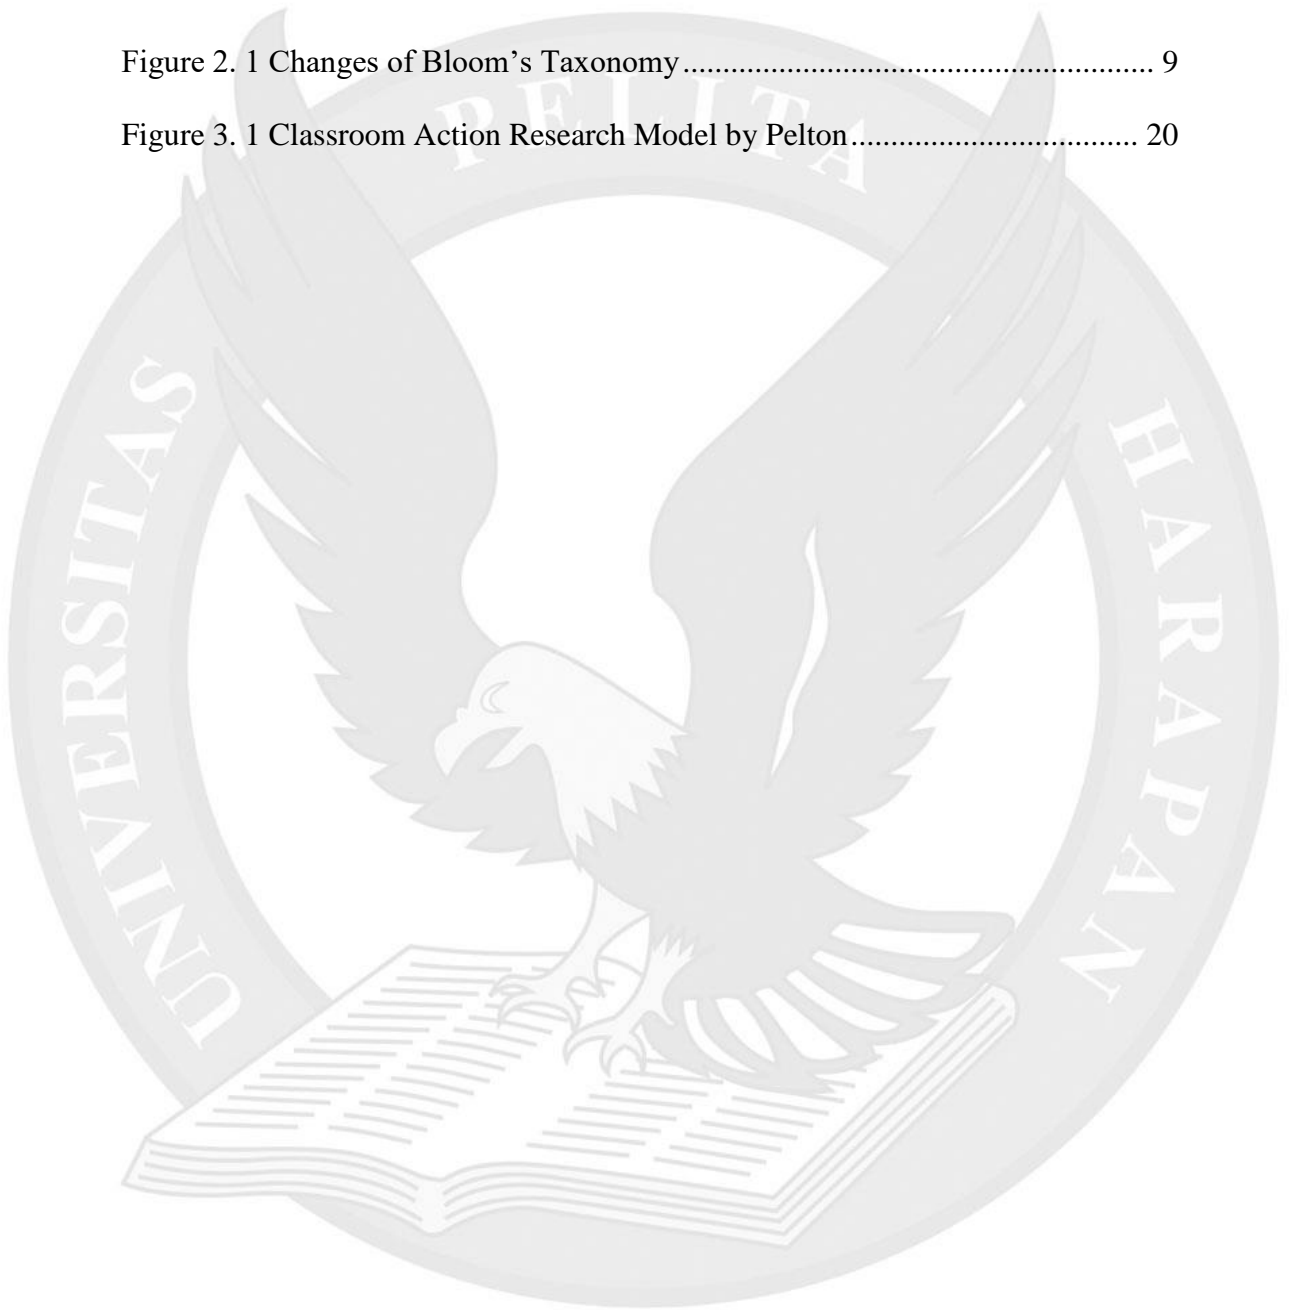 Figure 2. 1 Changes of Bloom’s Taxonomy........................................................... 9
Figure 3. 1 Classroom Action Research Model by Pelton.................................... 20
UNIVERSITAS PELITA HARAPAN